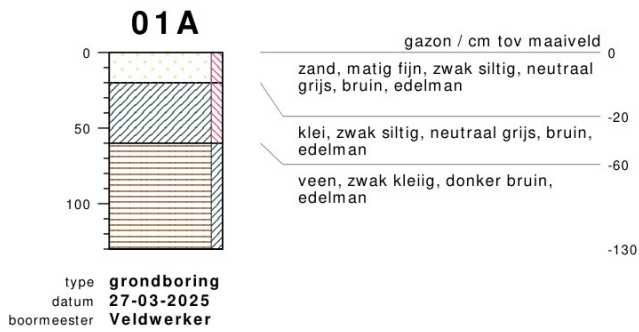 01A
gazon / cm tov maaiveld
0
0
zand, matig fijn, zwak siltig, neutraal
grijs, bruin, edelman
-20
50
klei, zwak siltig, neutraal grijs, bruin,
edelman
-60
veen, zwak kleiig, donker bruin,
edelman
100
-130
type grondboring
datum 27-03-2025
boormeester Veldwerker